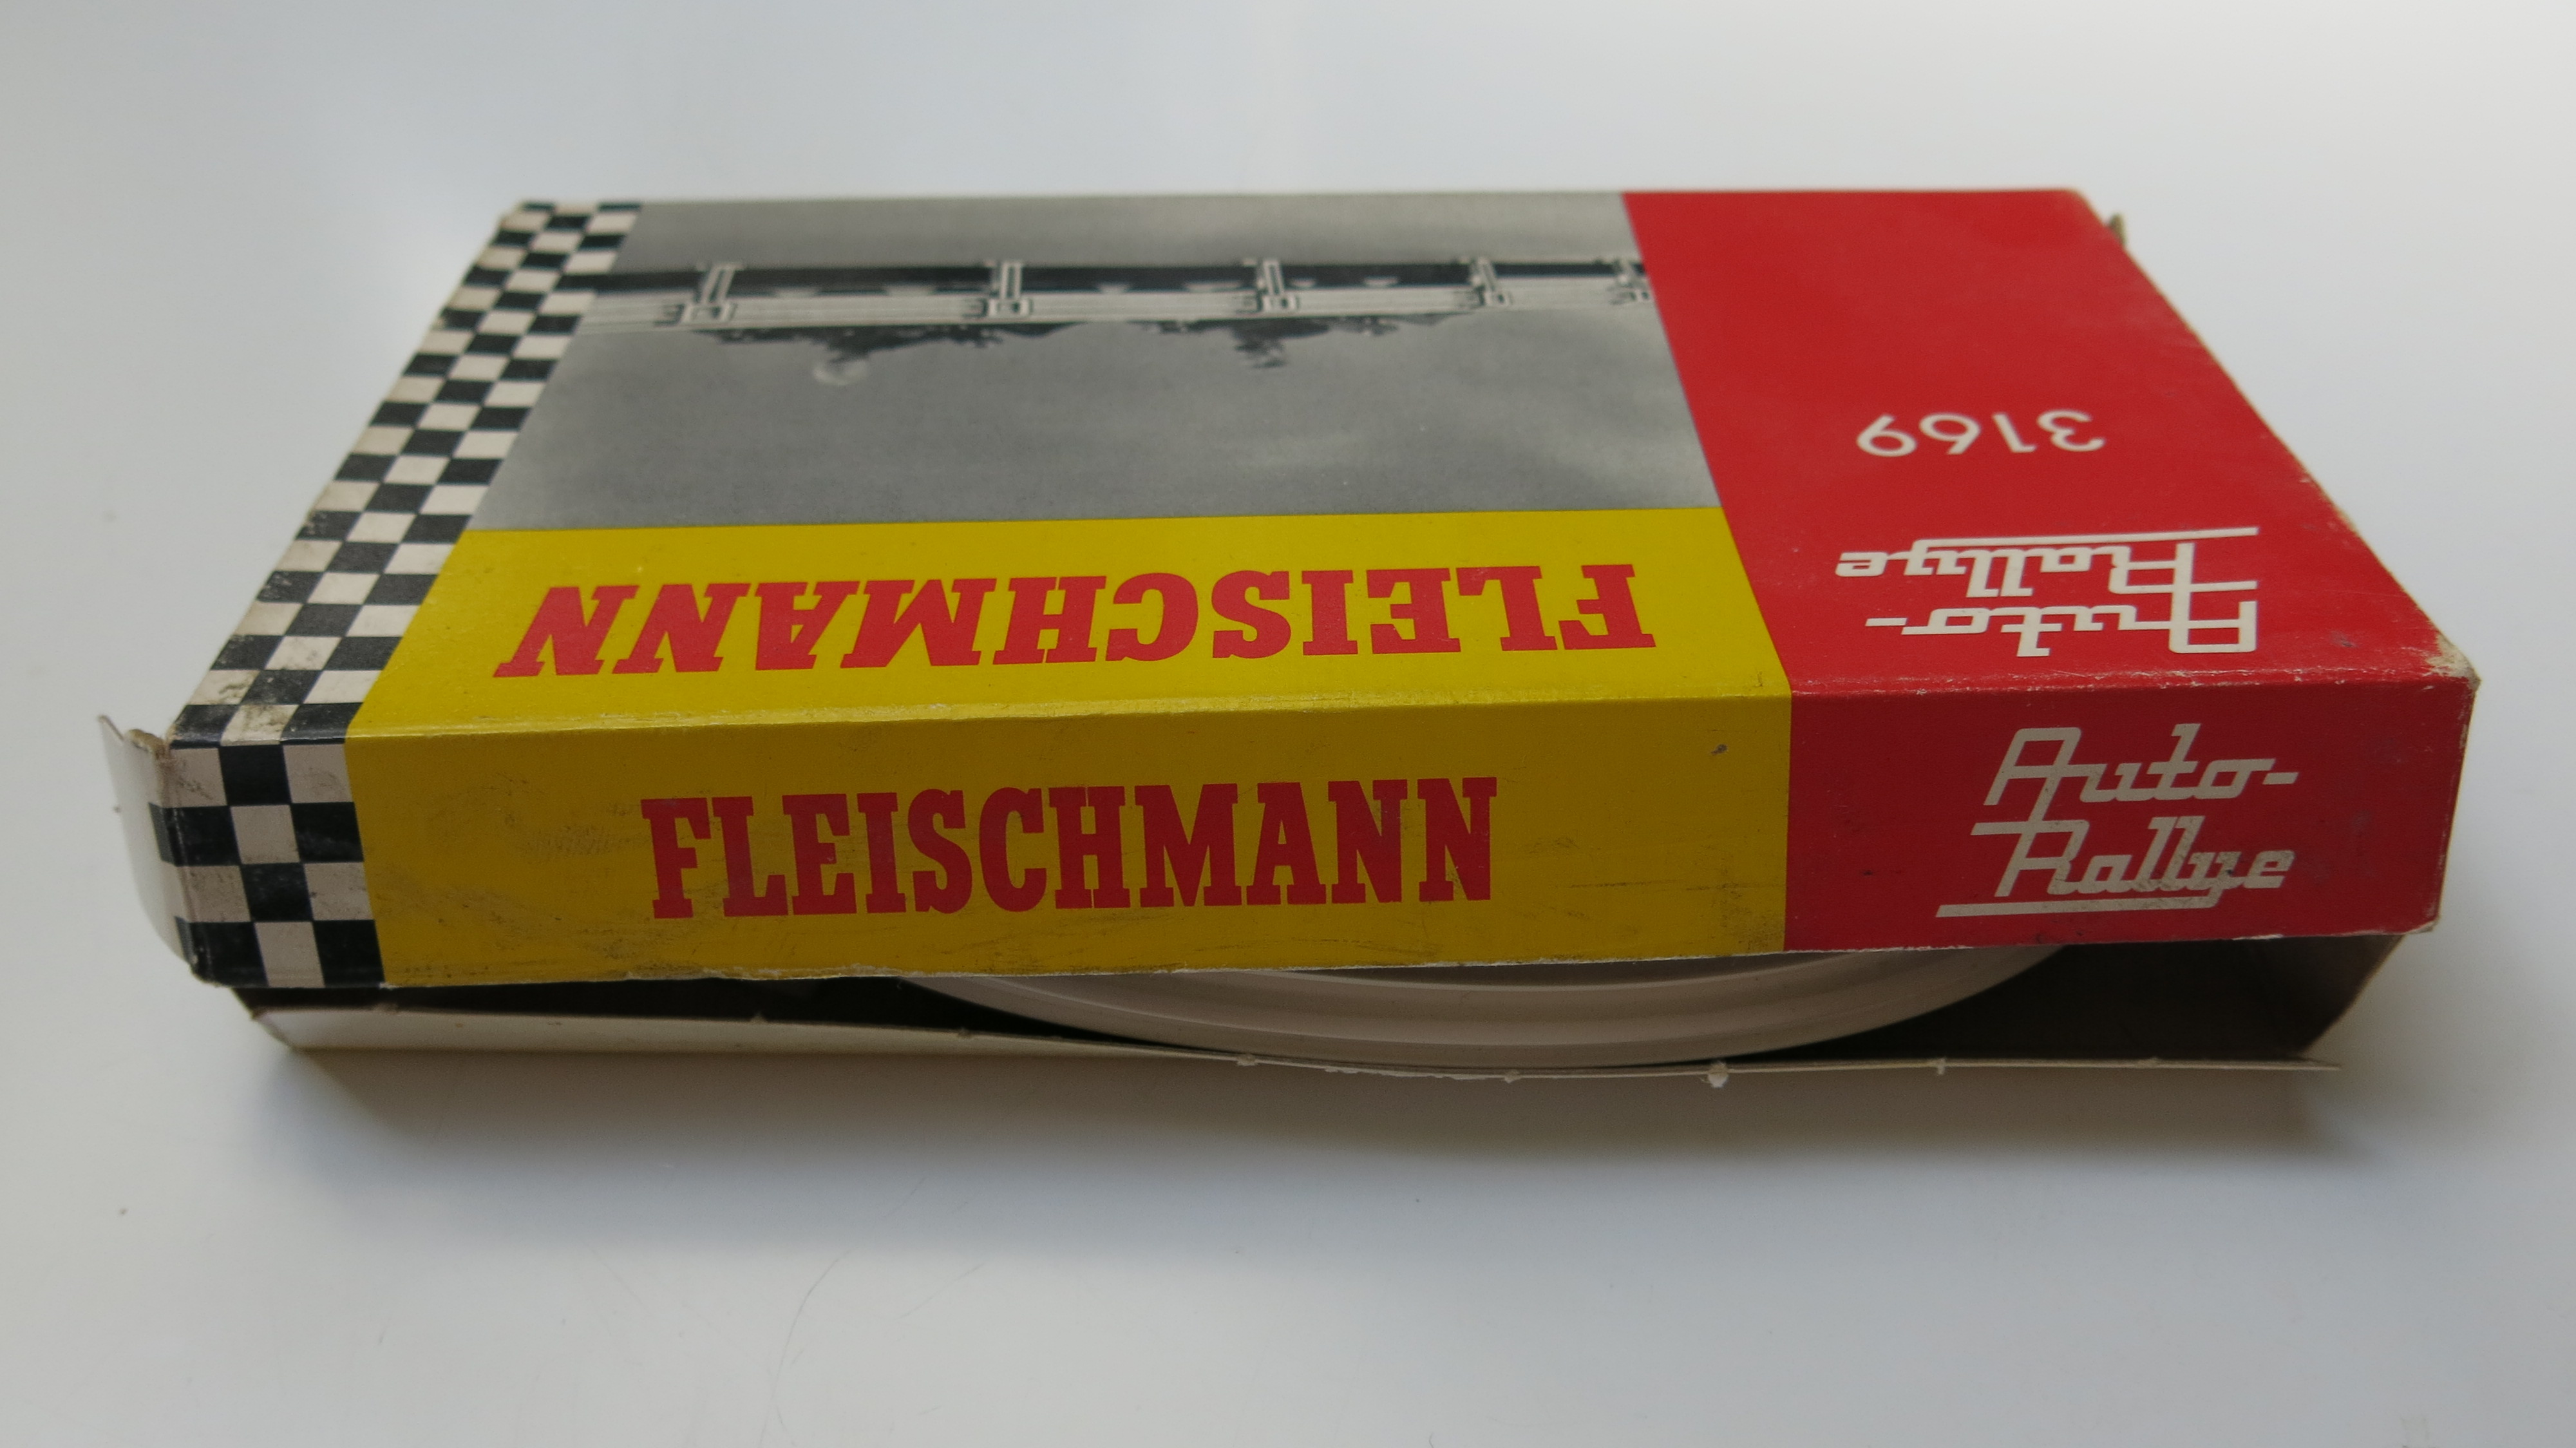 3169
Auto-
Rallye
FLEISCHMANN
FLEISCHMANN
Auto-
Rallye